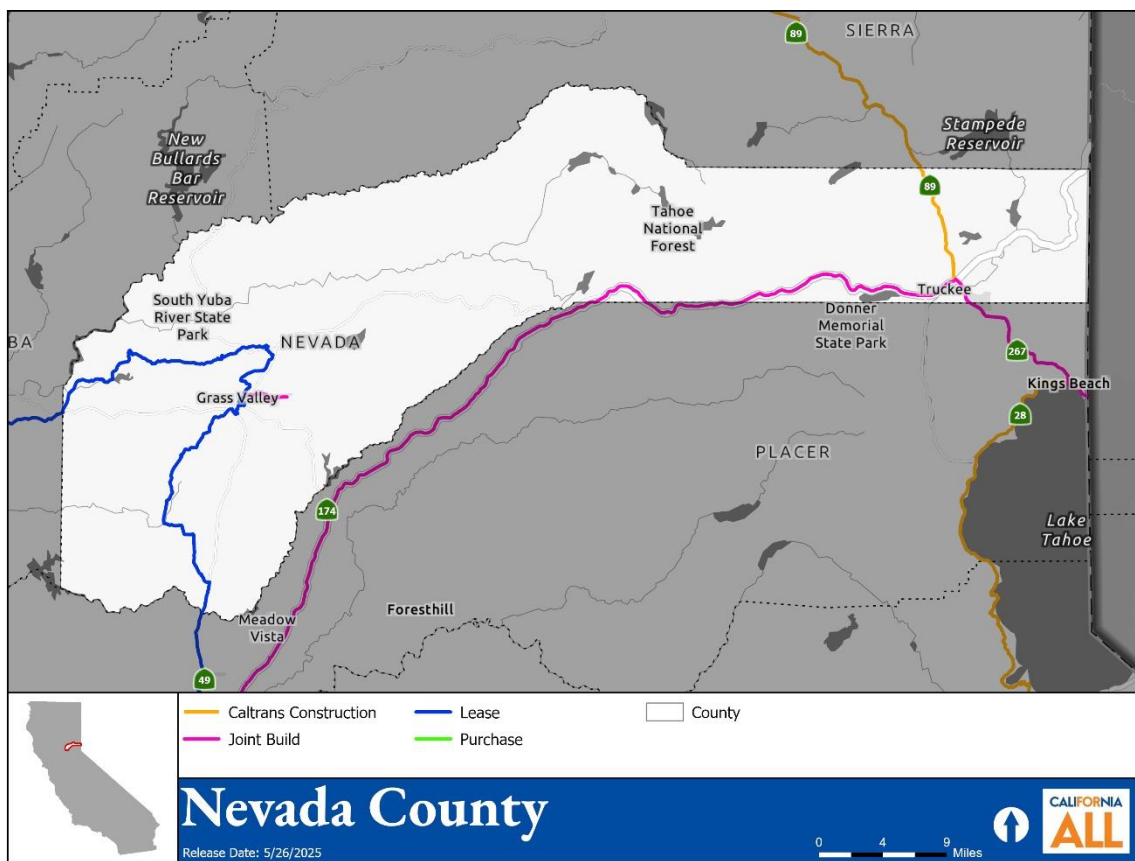 89
SIERRA
New
Bullards
Bar
Reservoir
Stampede
Reservoir
89
Tahoe
National
Forest
South Yuba
River State
Park
Truckee
BA
NEVADA
Donner
Memorial
State Park
267
Kings Beach
Grass Valley
28
PLACER
174
Lake
Tahoe
Foresthill
Meadow
Vista
49
Caltrans Construction
Lease
County
Joint Build
Purchase
Nevada County
Release Date: 5/26/2025
0 4 9
Miles
CALIFORNIA
ALL